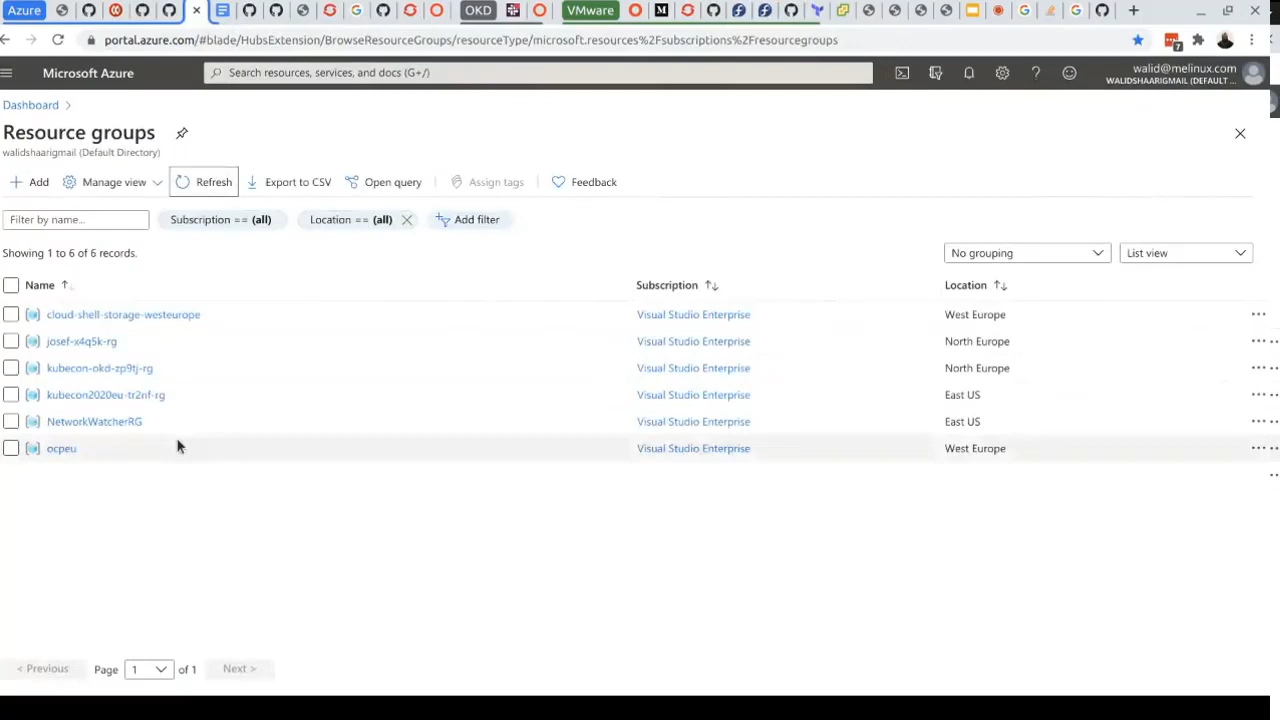 Azure
OKD
VMware
portal.azure.com/#blade/HubsExtension/BrowseResourceGroups/resourceType/microsoft.resources%2Fsubscriptions%2Fresourcegroups
7
Microsoft Azure
Search resources, services, and docs (G+/)
walid@melinux.com
WALIDSHAARIGMAIL (DEFAULT ...
Dashboard >
Resource groups
walidshaarigmail (Default Directory)
Add
Manage view
Refresh
Export to CSV
Open query
Assign tags
Feedback
Filter by name...
Subscription == (all)
Location == (all)
Add filter
Showing 1 to 6 of 6 records.
No grouping
List view
Name Subscription Location
cloud-shell-storage-westeurope Visual Studio Enterprise West Europe
josef-x4q5k-rg Visual Studio Enterprise North Europe
kubecon-okd-zp9tj-rg Visual Studio Enterprise North Europe
kubecon2020eu-tr2nf-rg Visual Studio Enterprise East US
NetworkWatcherRG Visual Studio Enterprise East US
ocpeu Visual Studio Enterprise West Europe
< Previous Page 1 of 1 Next >